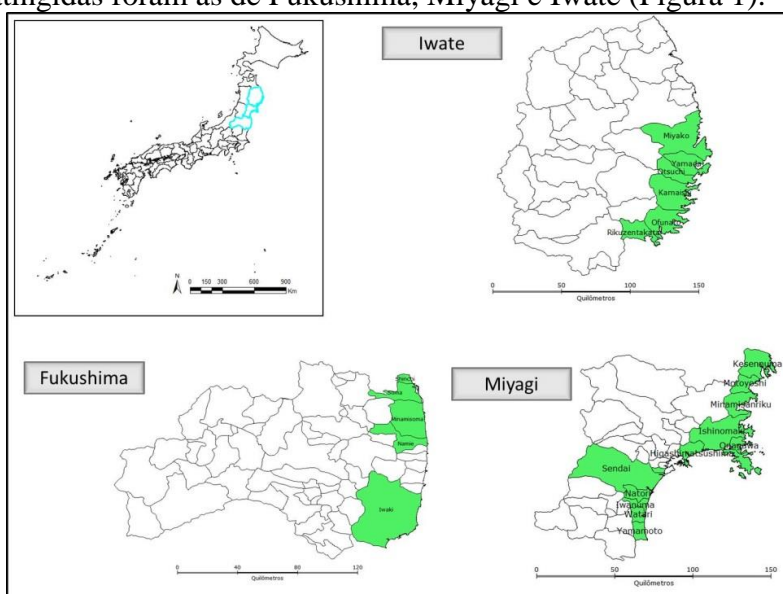 atingidas foram as de Fukushima, Miyagi e Iwate (Figura 1).
N
0 150 300 600 900
Km
Iwate
Miyako
Yamada
Otsuchi
Kamaishi
Ofunato
Rikuzentakata
0 50 100 150
Quilômetros
Fukushima
Shinchi
Soma
Minamisoma
Namie
Iwaki
0 40 80 120
Quilômetros
Miyagi
Kesennuma
Motoyoshi
Minamisanriku
Ishinomaki
Onagawa
Higashimatsushima
Sendai
Natori
Iwanuma
Watari
Yamamoto
0 50 100 150
Quilômetros